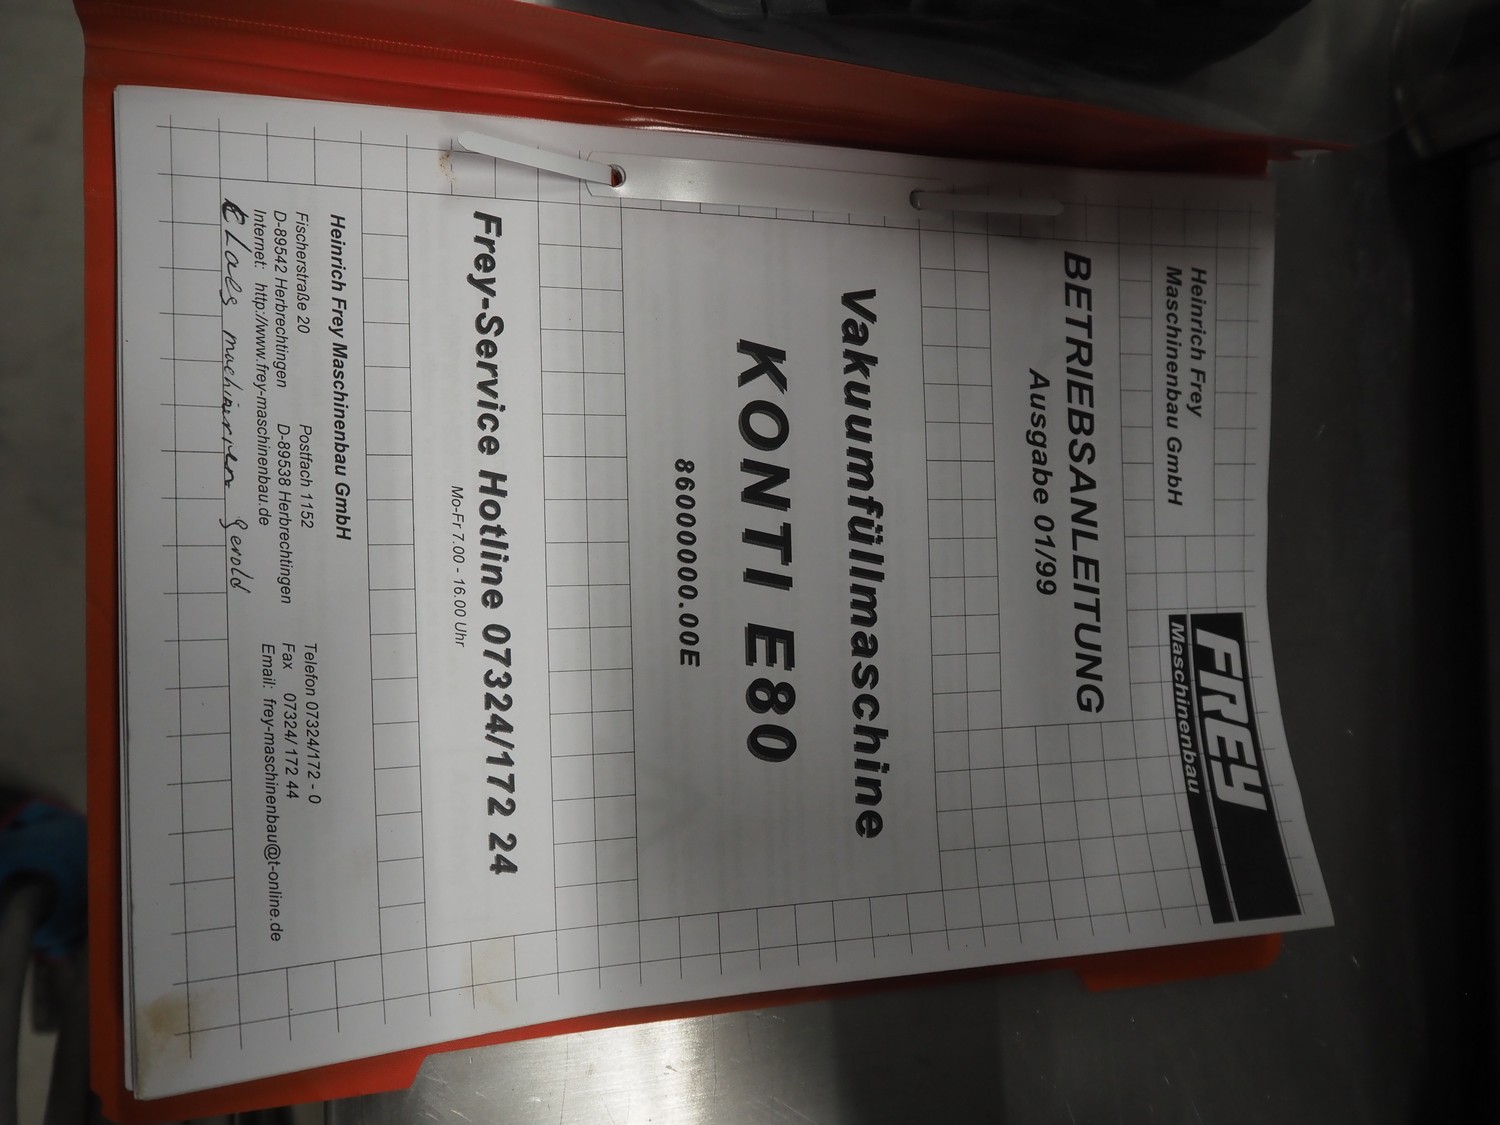 Heinrich Frey
Maschinenbau GmbH
FREY
Maschinenbau
BETRIEBSANLEITUNG
Ausgabe 01/99
Vakuumfüllmaschine
KONTI E80
86000000.00E
Frey-Service Hotline 07324/172 24
Mo-Fr 7.00 - 16.00 Uhr
Heinrich Frey Maschinenbau GmbH
Fischerstraße 20 Postfach 1152 Telefon 07324/172 - 0
D-89542 Herbrechtingen D-89538 Herbrechtingen Fax 07324/ 172 44
Internet: http://www.frey-maschinenbau.de Email: frey-maschinenbau@t-online.de
Claes machinenen gerold